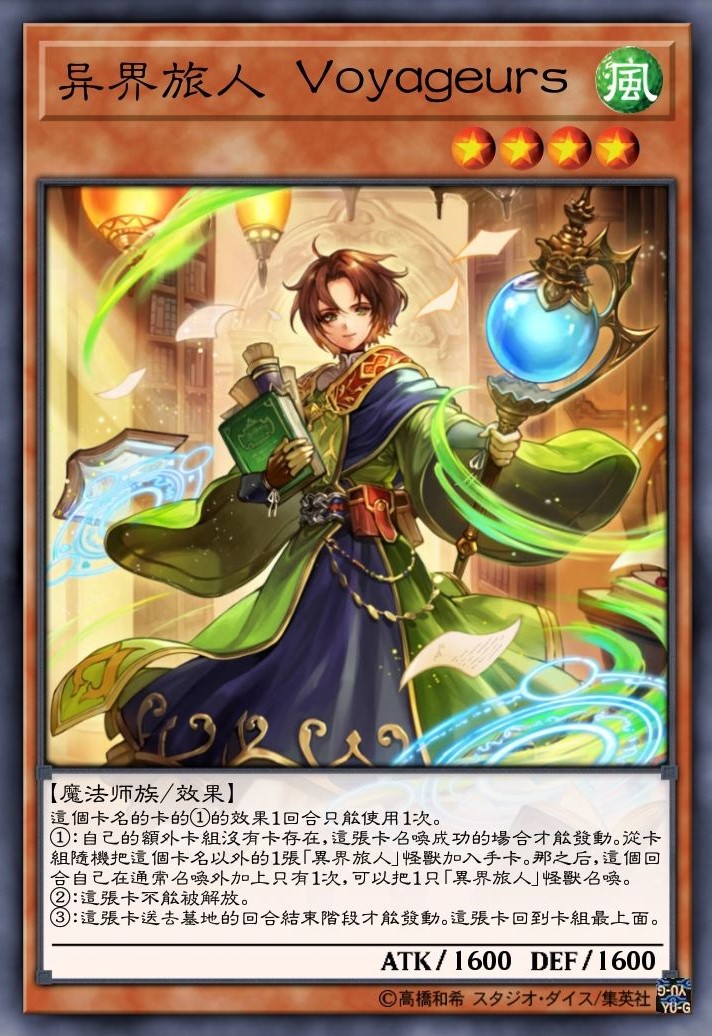 异界旅人 Voyageurs
風
【魔法师族/效果】
這個卡名的卡的①的效果1回合只能使用1次。
①:自己的額外卡組沒有卡存在,這張卡召喚成功的場合才能發動。從卡
組隨機把這個卡名以外的1張「異界旅人」怪獸加入手卡。那之后,這個回
合自己在通常召喚外加上只有1次,可以把1只「異界旅人」怪獸召喚。
②:這張卡不能被解放。
③:這張卡送去墓地的回合結束階段才能發動。這張卡回到卡組最上面。
ATK/1600 DEF/1600
©高橋和希 スタジオ・ダイス/集英社